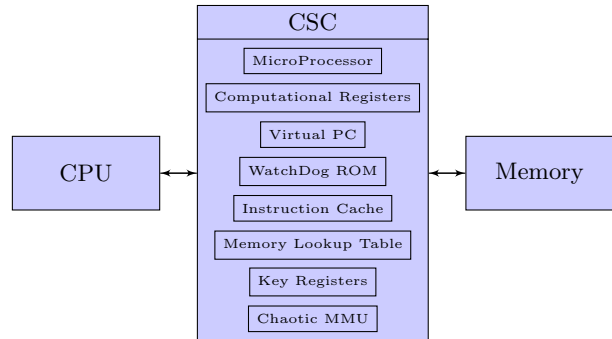 CSC
MicroProcessor
Computational Registers
Virtual PC
CPU
WatchDog ROM
Memory
Instruction Cache
Memory Lookup Table
Key Registers
Chaotic MMU